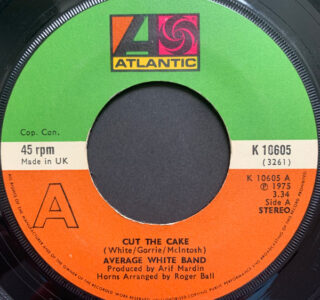 ATLANTIC
Cop. Con.
45 rpm
Made in UK
K 10605
(3261)
K 10605 A
℗ 1975
3.34
Side A
STEREO
A
CUT THE CAKE
(White/Gorrie/McIntosh)
AVERAGE WHITE BAND
Produced by Arif Mardin
Horns Arranged by Roger Ball